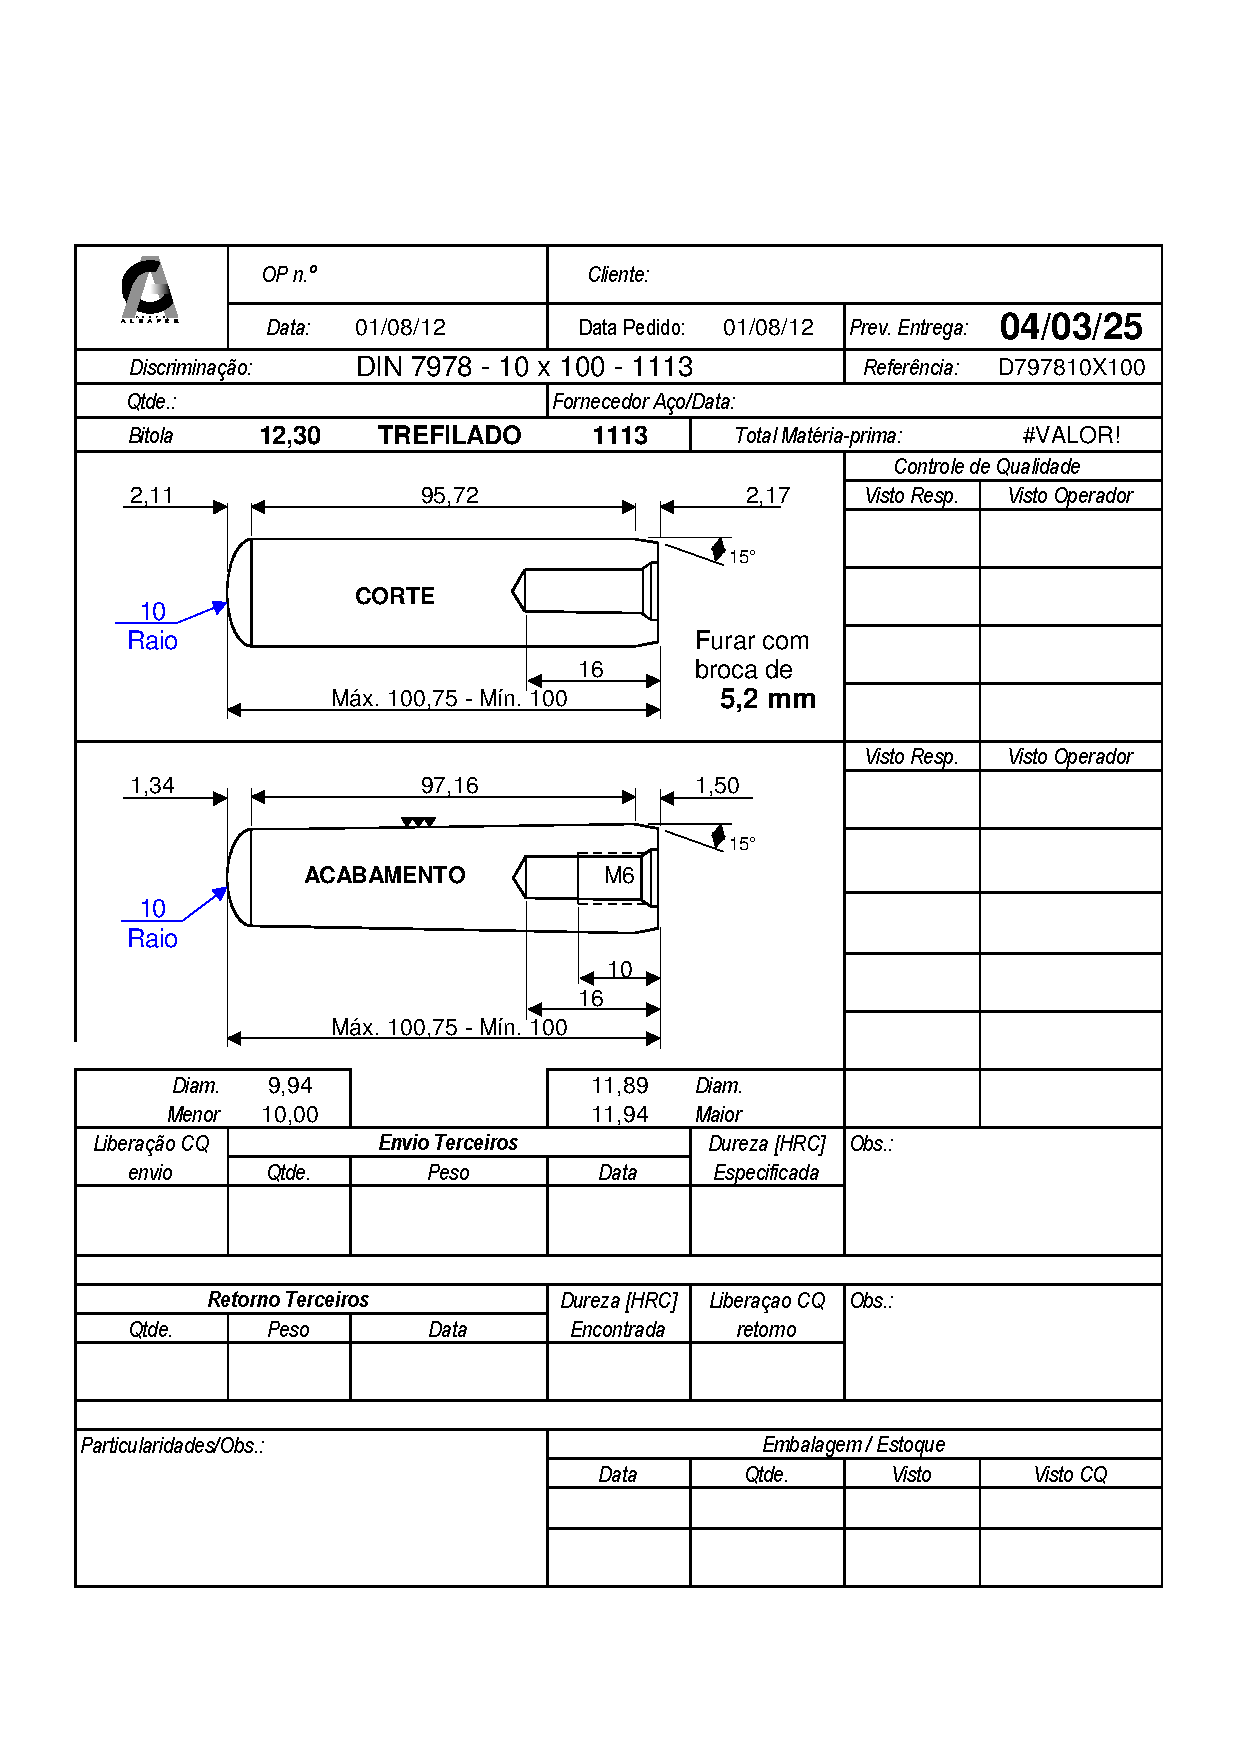 ALBAPER
OP n.º
Cliente:
Data: 01/08/12
Data Pedido: 01/08/12
Prev. Entrega: 04/03/25
Discriminação: DIN 7978 - 10 x 100 - 1113
Referência: D797810X100
Qtde.:
Fornecedor Aço/Data:
Bitola 12,30 TREFILADO 1113
Total Matéria-prima: #VALOR!
Controle de Qualidade
Visto Resp. Visto Operador
2,11 95,72 2,17
15°
CORTE
10
Raio
Furar com
broca de
5,2 mm
16
Máx. 100,75 - Mín. 100
Visto Resp. Visto Operador
1,34 97,16 1,50
15°
ACABAMENTO
M6
10
Raio
10
16
Máx. 100,75 - Mín. 100
Diam. 9,94 11,89 Diam.
Menor 10,00 11,94 Maior
Liberação CQ
envio
Envio Terceiros
Qtde. Peso Data
Dureza [HRC]
Especificada
Obs.:
Retorno Terceiros
Qtde. Peso Data
Dureza [HRC]
Encontrada
Liberaçao CQ
retorno
Obs.:
Particularidades/Obs.:
Embalagem / Estoque
Data Qtde. Visto Visto CQ